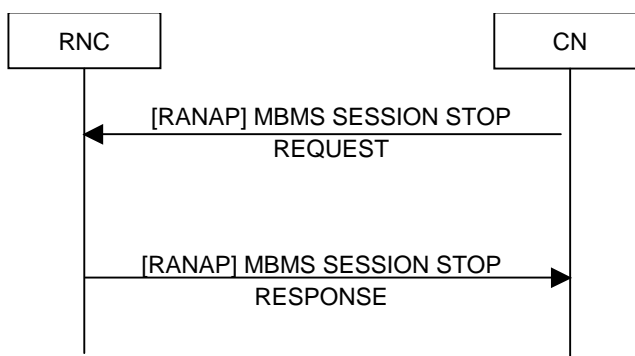 RNC
CN
[RANAP] MBMS SESSION STOP
REQUEST
[RANAP] MBMS SESSION STOP
RESPONSE